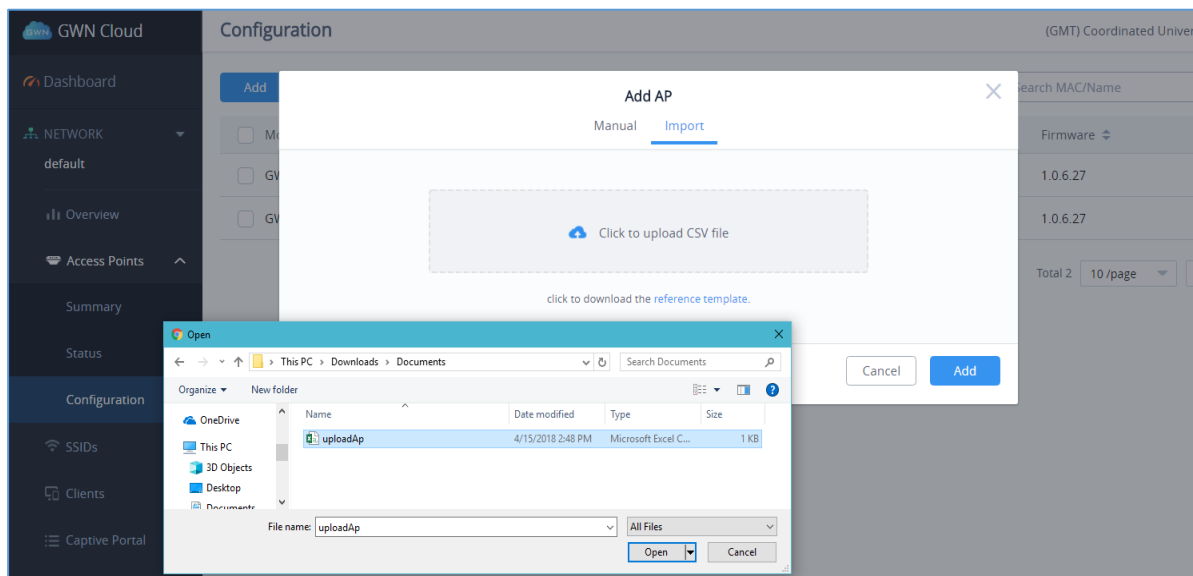 GWN GWN Cloud
Configuration
(GMT) Coordinated Univer
Dashboard
NETWORK
default
Overview
Access Points
Summary
Status
Configuration
SSIDs
Clients
Captive Portal
Add
Search MAC/Name
Mo
Firmware
GW
1.0.6.27
GW
1.0.6.27
Total 2 10 /page
Add AP
Manual Import
Click to upload CSV file
click to download the reference template.
Cancel Add
Open
This PC > Downloads > Documents
Search Documents
Organize New folder
Name Date modified Type Size
OneDrive
This PC
3D Objects
Desktop
Documents
uploadAp 4/15/2018 2:48 PM Microsoft Excel C... 1 KB
File name: uploadAp All Files
Open Cancel